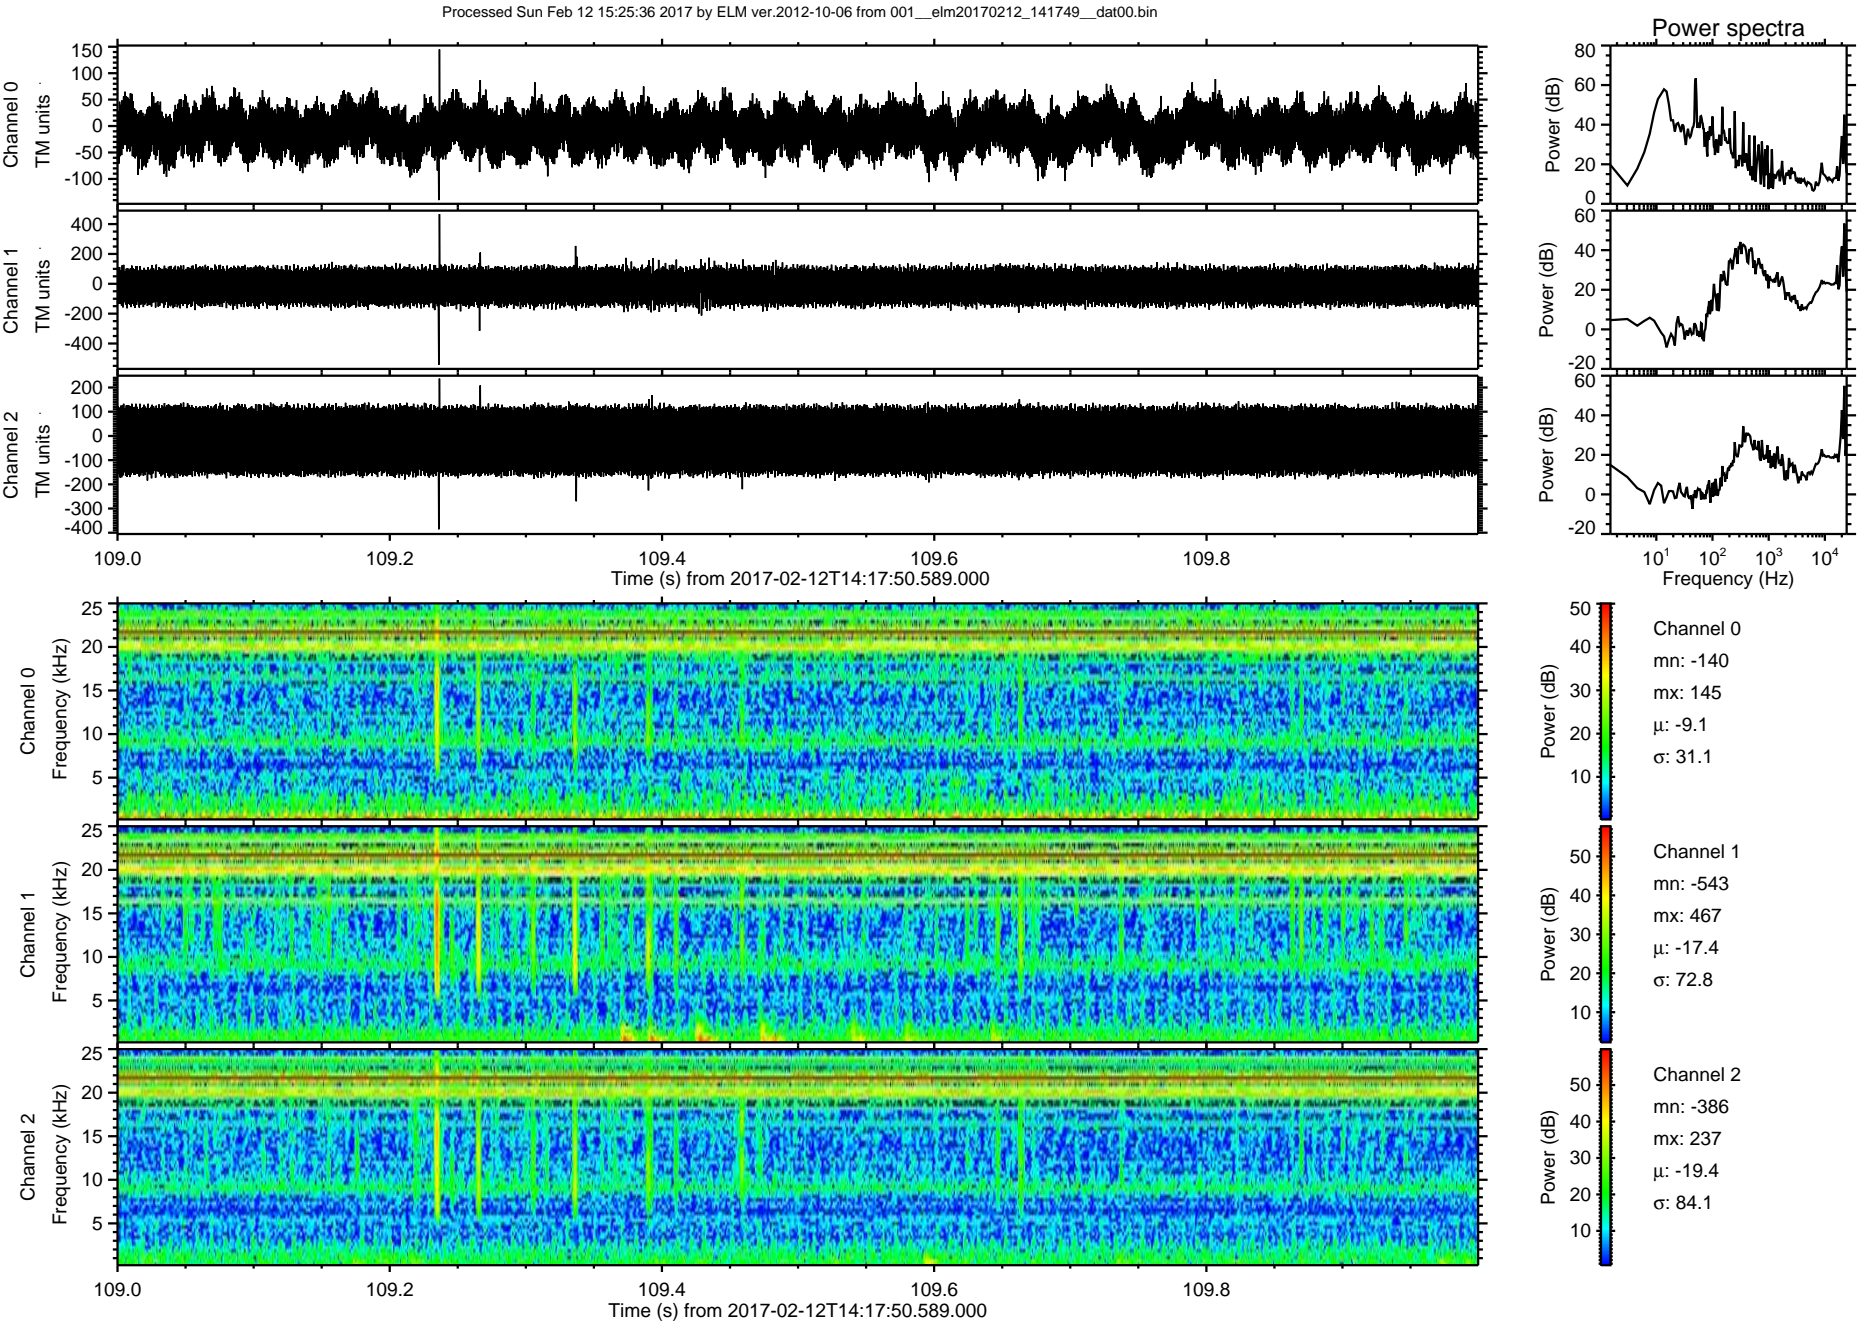 Processed Sun Feb 12 15:25:36 2017 by ELM ver.2012-10-06 from 001__elm20170212_141749__dat00.bin
Power spectra
Channel 0
TM units
150
100
50
0
-50
-100
Power (dB)
80
60
40
20
0
Channel 1
TM units
400
200
0
-200
-400
Power (dB)
60
40
20
0
-20
Channel 2
TM units
200
100
0
-100
-200
-300
-400
Power (dB)
60
40
20
0
-20
109.0 109.2 109.4 109.6 109.8
Time (s) from 2017-02-12T14:17:50.589.000
10^1 10^2 10^3 10^4
Frequency (Hz)
Channel 0
Frequency (kHz)
25
20
15
10
5
Power (dB)
50
40
30
20
10
Channel 0
mn: -140
mx: 145
μ: -9.1
σ: 31.1
Channel 1
Frequency (kHz)
25
20
15
10
5
Power (dB)
50
40
30
20
10
Channel 1
mn: -543
mx: 467
μ: -17.4
σ: 72.8
Channel 2
Frequency (kHz)
25
20
15
10
5
Power (dB)
50
40
30
20
10
Channel 2
mn: -386
mx: 237
μ: -19.4
σ: 84.1
109.0 109.2 109.4 109.6 109.8
Time (s) from 2017-02-12T14:17:50.589.000